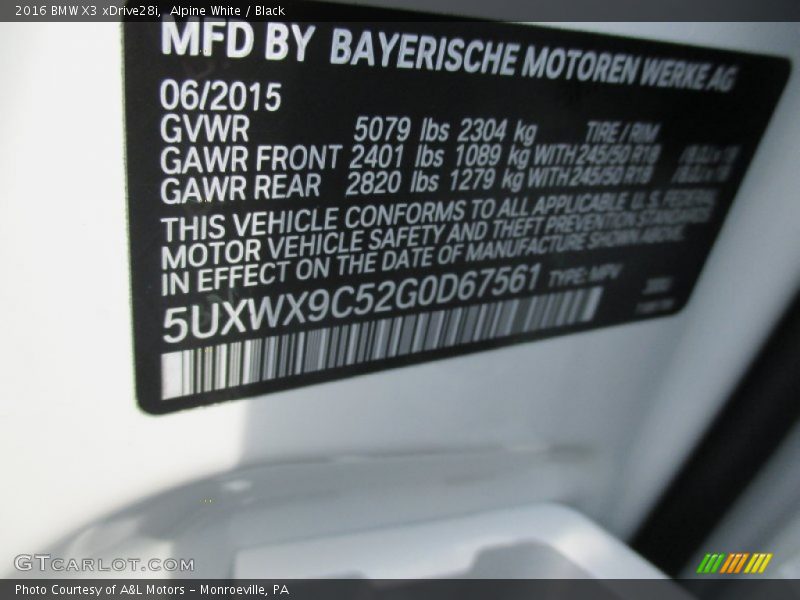 2016 BMW X3 xDrive28i, Alpine White / Black
MFD BY BAYERISCHE MOTOREN WERKE AG
06/2015
GVWR 5079 lbs 2304 kg TIRE / RIM
GAWR FRONT 2401 lbs 1089 kg WITH 245/50 R18
GAWR REAR 2820 lbs 1279 kg WITH 245/50 R18
THIS VEHICLE CONFORMS TO ALL APPLICABLE U.S. FEDERAL
MOTOR VEHICLE SAFETY AND THEFT PREVENTION STANDARDS
IN EFFECT ON THE DATE OF MANUFACTURE SHOWN ABOVE.
5UXWX9C52G0D67561 TYPE: MPV
GTCARLOT.COM
Photo Courtesy of A&L Motors - Monroeville, PA